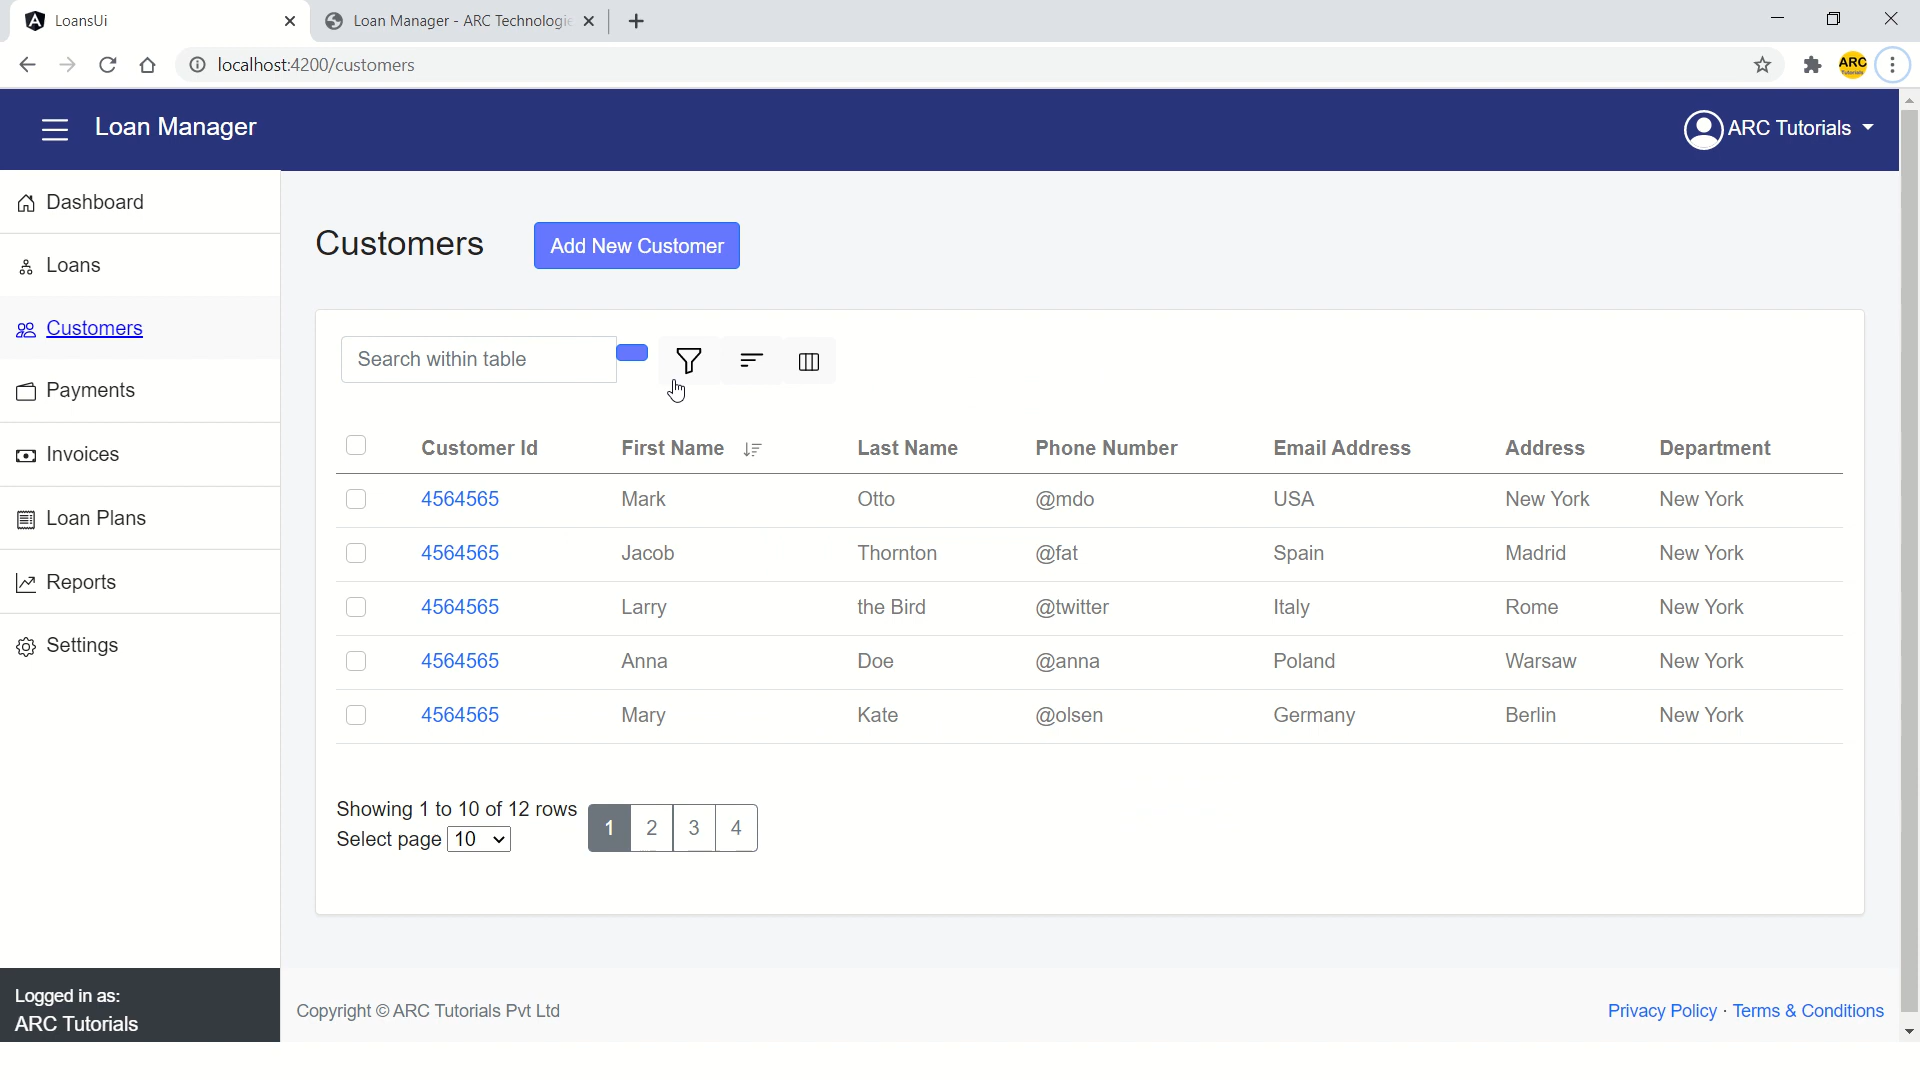 LoansUi
Loan Manager - ARC Technologie
localhost:4200/customers
ARC
Tutorials
Loan Manager
ARC Tutorials
Dashboard
Loans
Customers
Payments
Invoices
Loan Plans
Reports
Settings
Logged in as:
ARC Tutorials
Customers
Add New Customer
Search within table
Customer Id First Name Last Name Phone Number Email Address Address Department
4564565 Mark Otto @mdo USA New York New York
4564565 Jacob Thornton @fat Spain Madrid New York
4564565 Larry the Bird @twitter Italy Rome New York
4564565 Anna Doe @anna Poland Warsaw New York
4564565 Mary Kate @olsen Germany Berlin New York
Showing 1 to 10 of 12 rows
Select page 10
1 2 3 4
Copyright © ARC Tutorials Pvt Ltd
Privacy Policy · Terms & Conditions